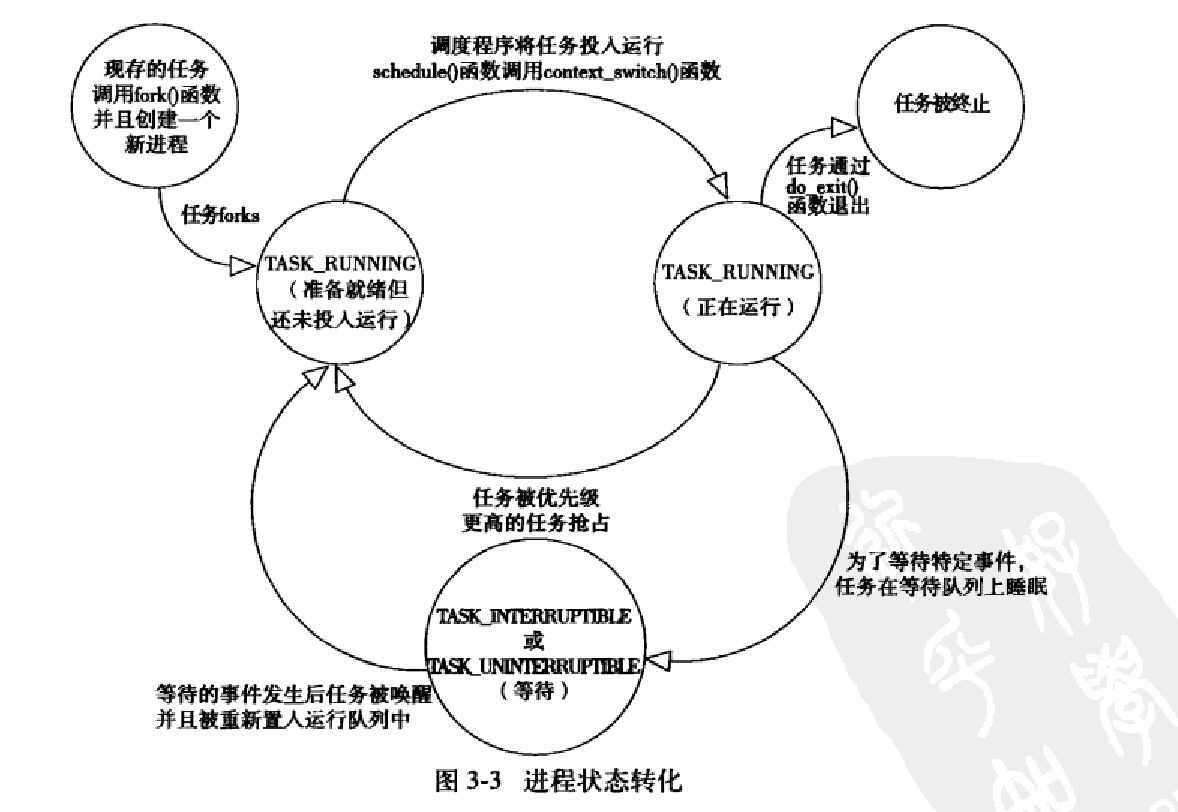 现存的任务
调用fork()函数
并且创建一个
新进程
调度程序将任务投入运行
schedule()函数调用context_switch()函数
任务被终止
任务通过
do_exit()
函数退出
任务forks
TASK_RUNNING
（准备就绪但
还未投入运行）
TASK_RUNNING
（正在运行）
任务被优先级
更高的任务抢占
为了等待特定事件，
任务在等待队列上睡眠
TASK_INTERRUPTIBLE
或
TASK_UNINTERRUPTIBLE
（等待）
等待的事件发生后任务被唤醒
并且被重新置入运行队列中
图 3-3 进程状态转化